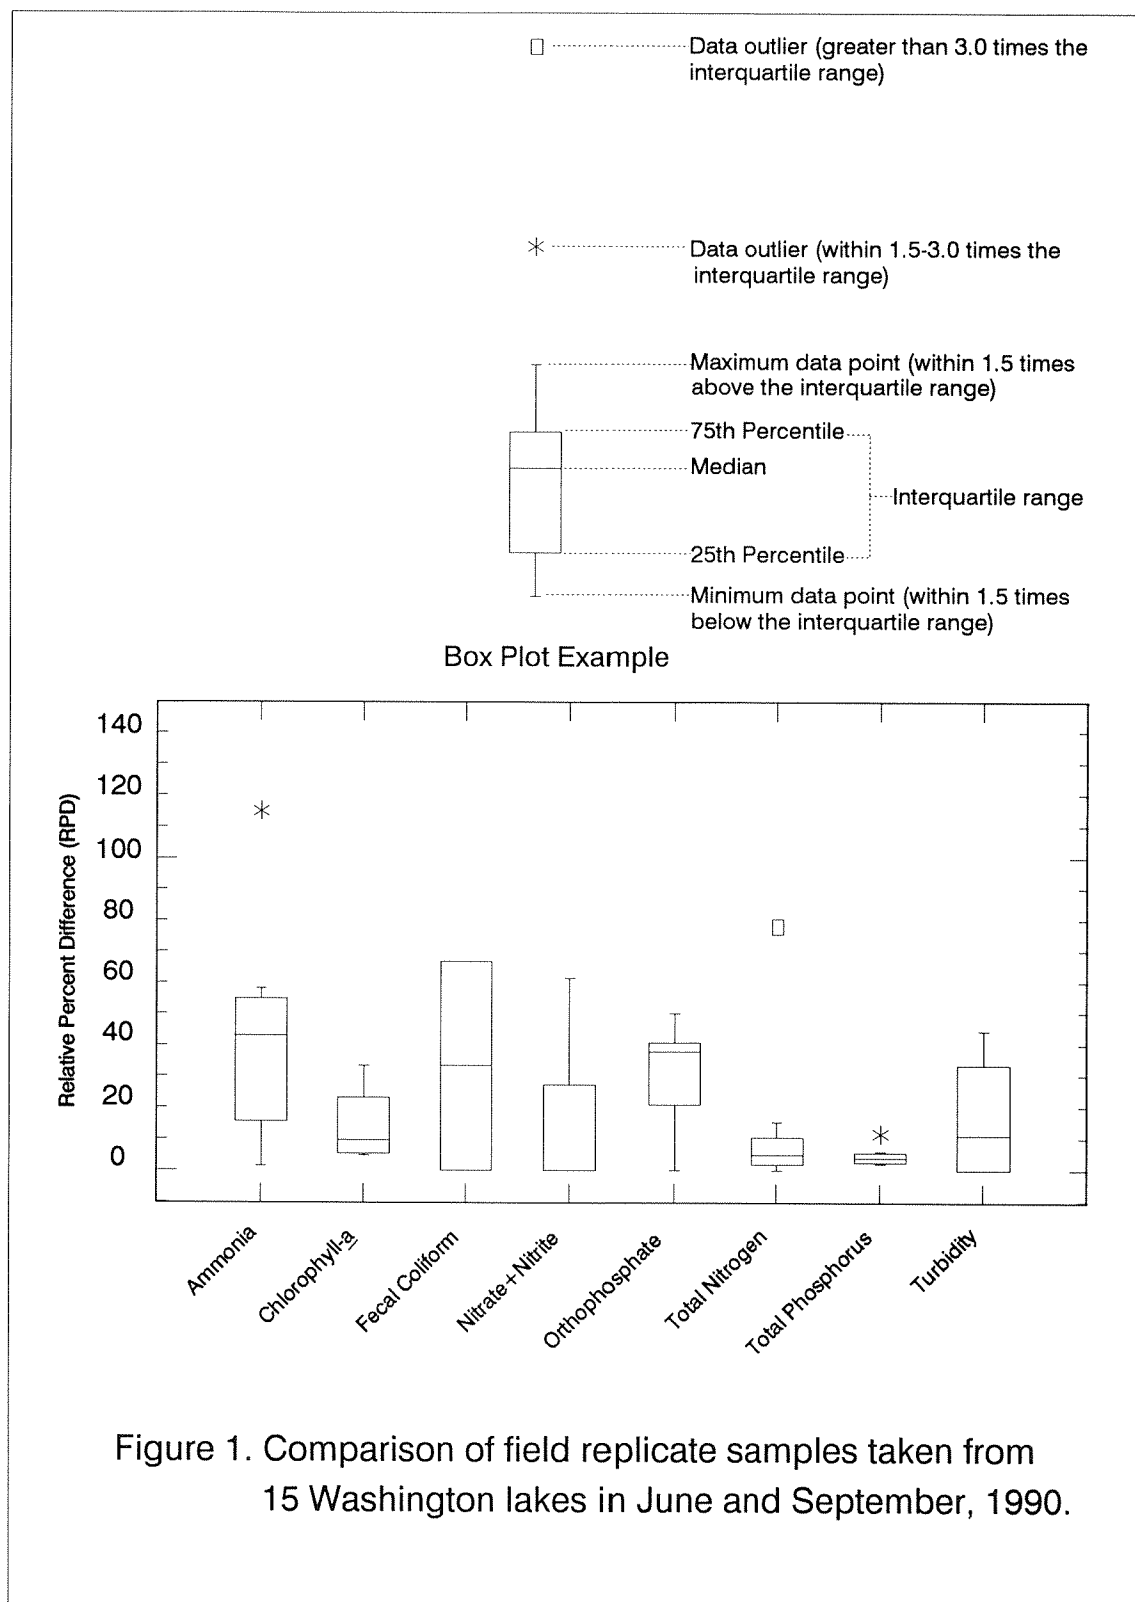 Data outlier (greater than 3.0 times the
interquartile range)
Data outlier (within 1.5-3.0 times the
interquartile range)
Maximum data point (within 1.5 times
above the interquartile range)
75th Percentile
Median
Interquartile range
25th Percentile
Minimum data point (within 1.5 times
below the interquartile range)
Box Plot Example
Relative Percent Difference (RPD)
140
120
100
80
60
40
20
0
Ammonia
Chlorophyll-a
Fecal Coliform
Nitrate+Nitrite
Orthophosphate
Total Nitrogen
Total Phosphorus
Turbidity
Figure 1. Comparison of field replicate samples taken from
15 Washington lakes in June and September, 1990.